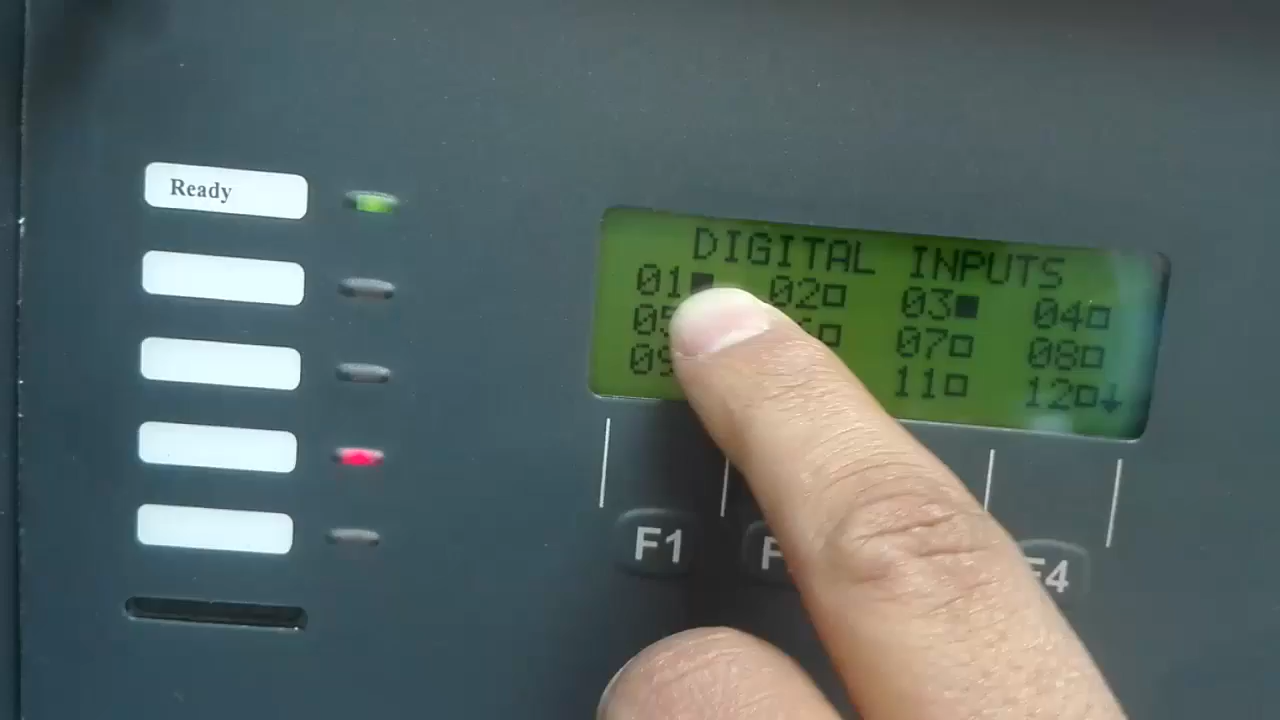 Ready
DIGITAL INPUTS
01■ 02□ 03■ 04□
07□ 08□
11□ 12□↓
F1
F4